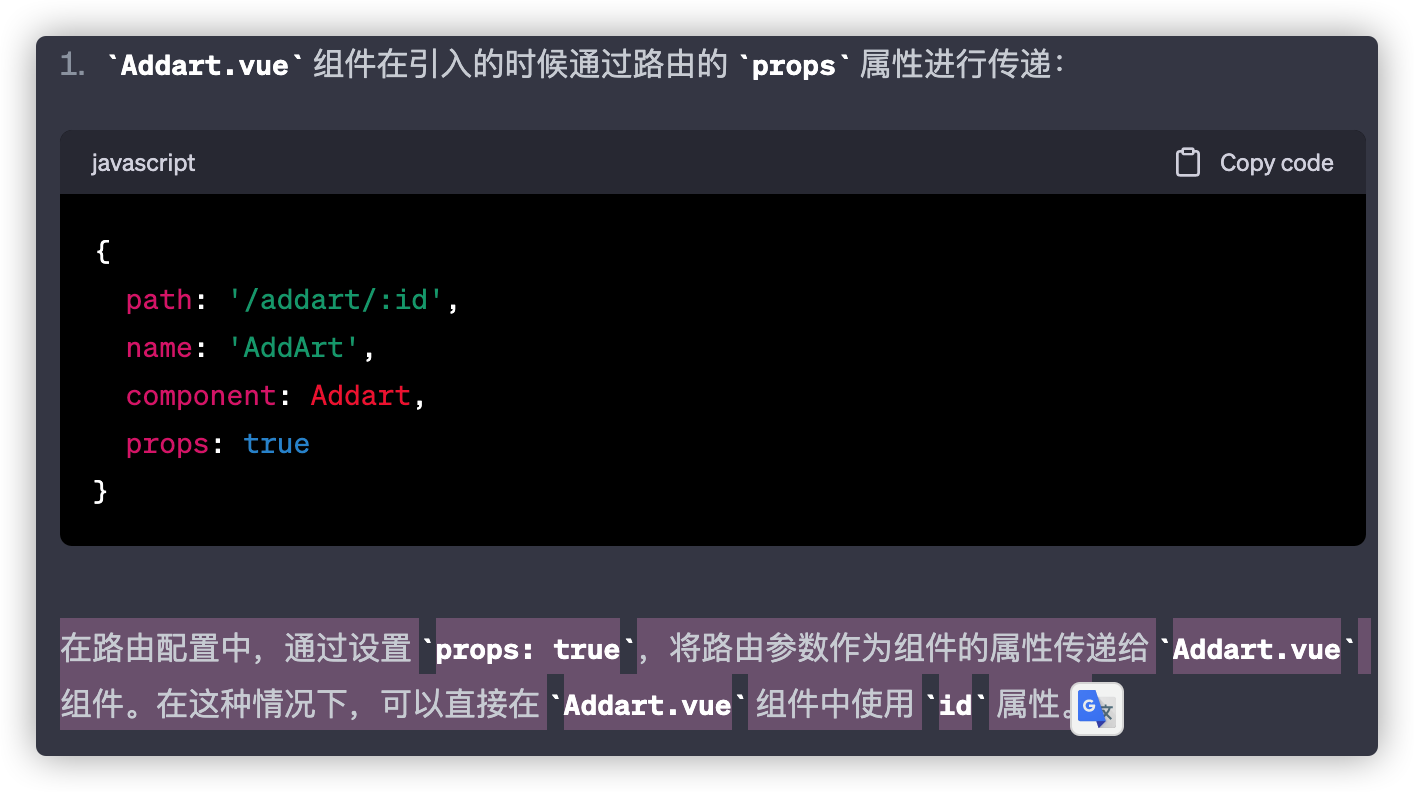 1. `Addart.vue` 组件在引入的时候通过路由的 `props` 属性进行传递：
javascript
Copy code
{
  path: '/addart/:id',
  name: 'AddArt',
  component: Addart,
  props: true
}
在路由配置中，通过设置 `props: true`，将路由参数作为组件的属性传递给 `Addart.vue`
组件。在这种情况下，可以直接在 `Addart.vue` 组件中使用 `id` 属性。
G 文